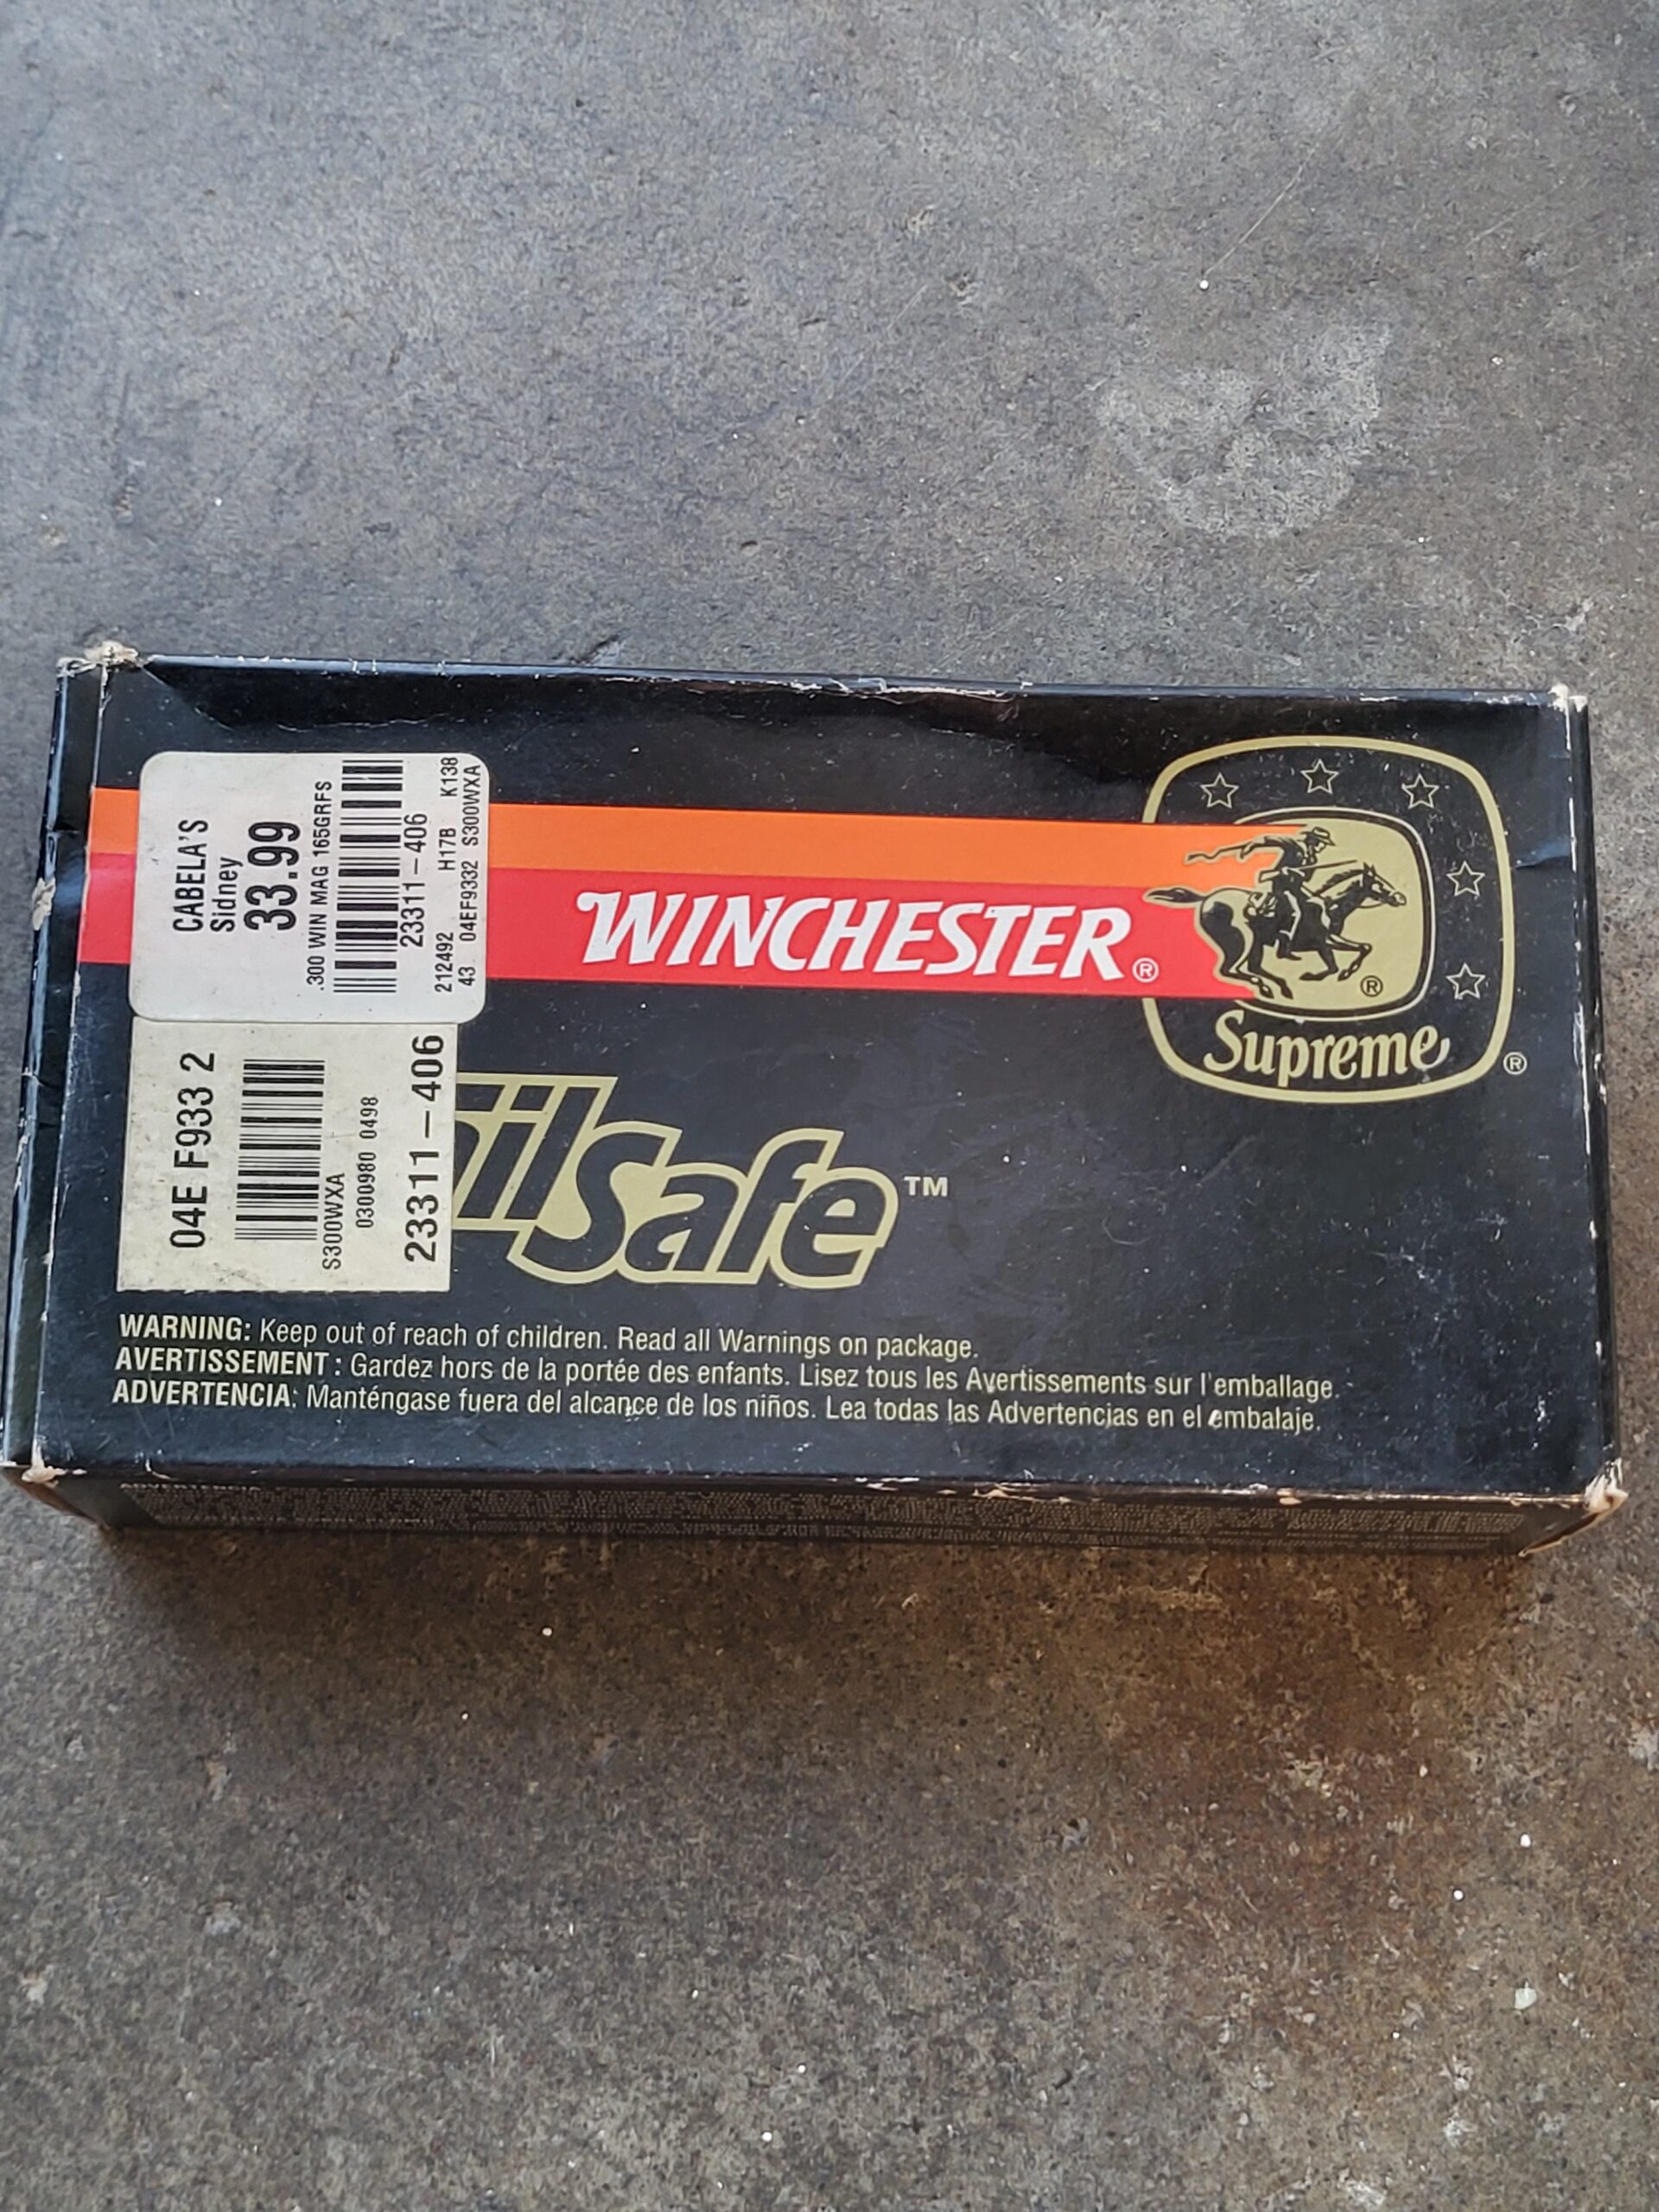 CABELA'S
Sidney
33.99
.300 WIN MAG 165GRFS
23311-406
212492 H17B K138
43 04EF9332 S300WXA
04E F933 2
S300WXA
0300980 0498
23311-406
WINCHESTER®
®
Supreme
®
ilSafe™
WARNING: Keep out of reach of children. Read all Warnings on package.
AVERTISSEMENT : Gardez hors de la portée des enfants. Lisez tous les Avertissements sur l'emballage.
ADVERTENCIA: Manténgase fuera del alcance de los niños. Lea todas las Advertencias en el embalaje.